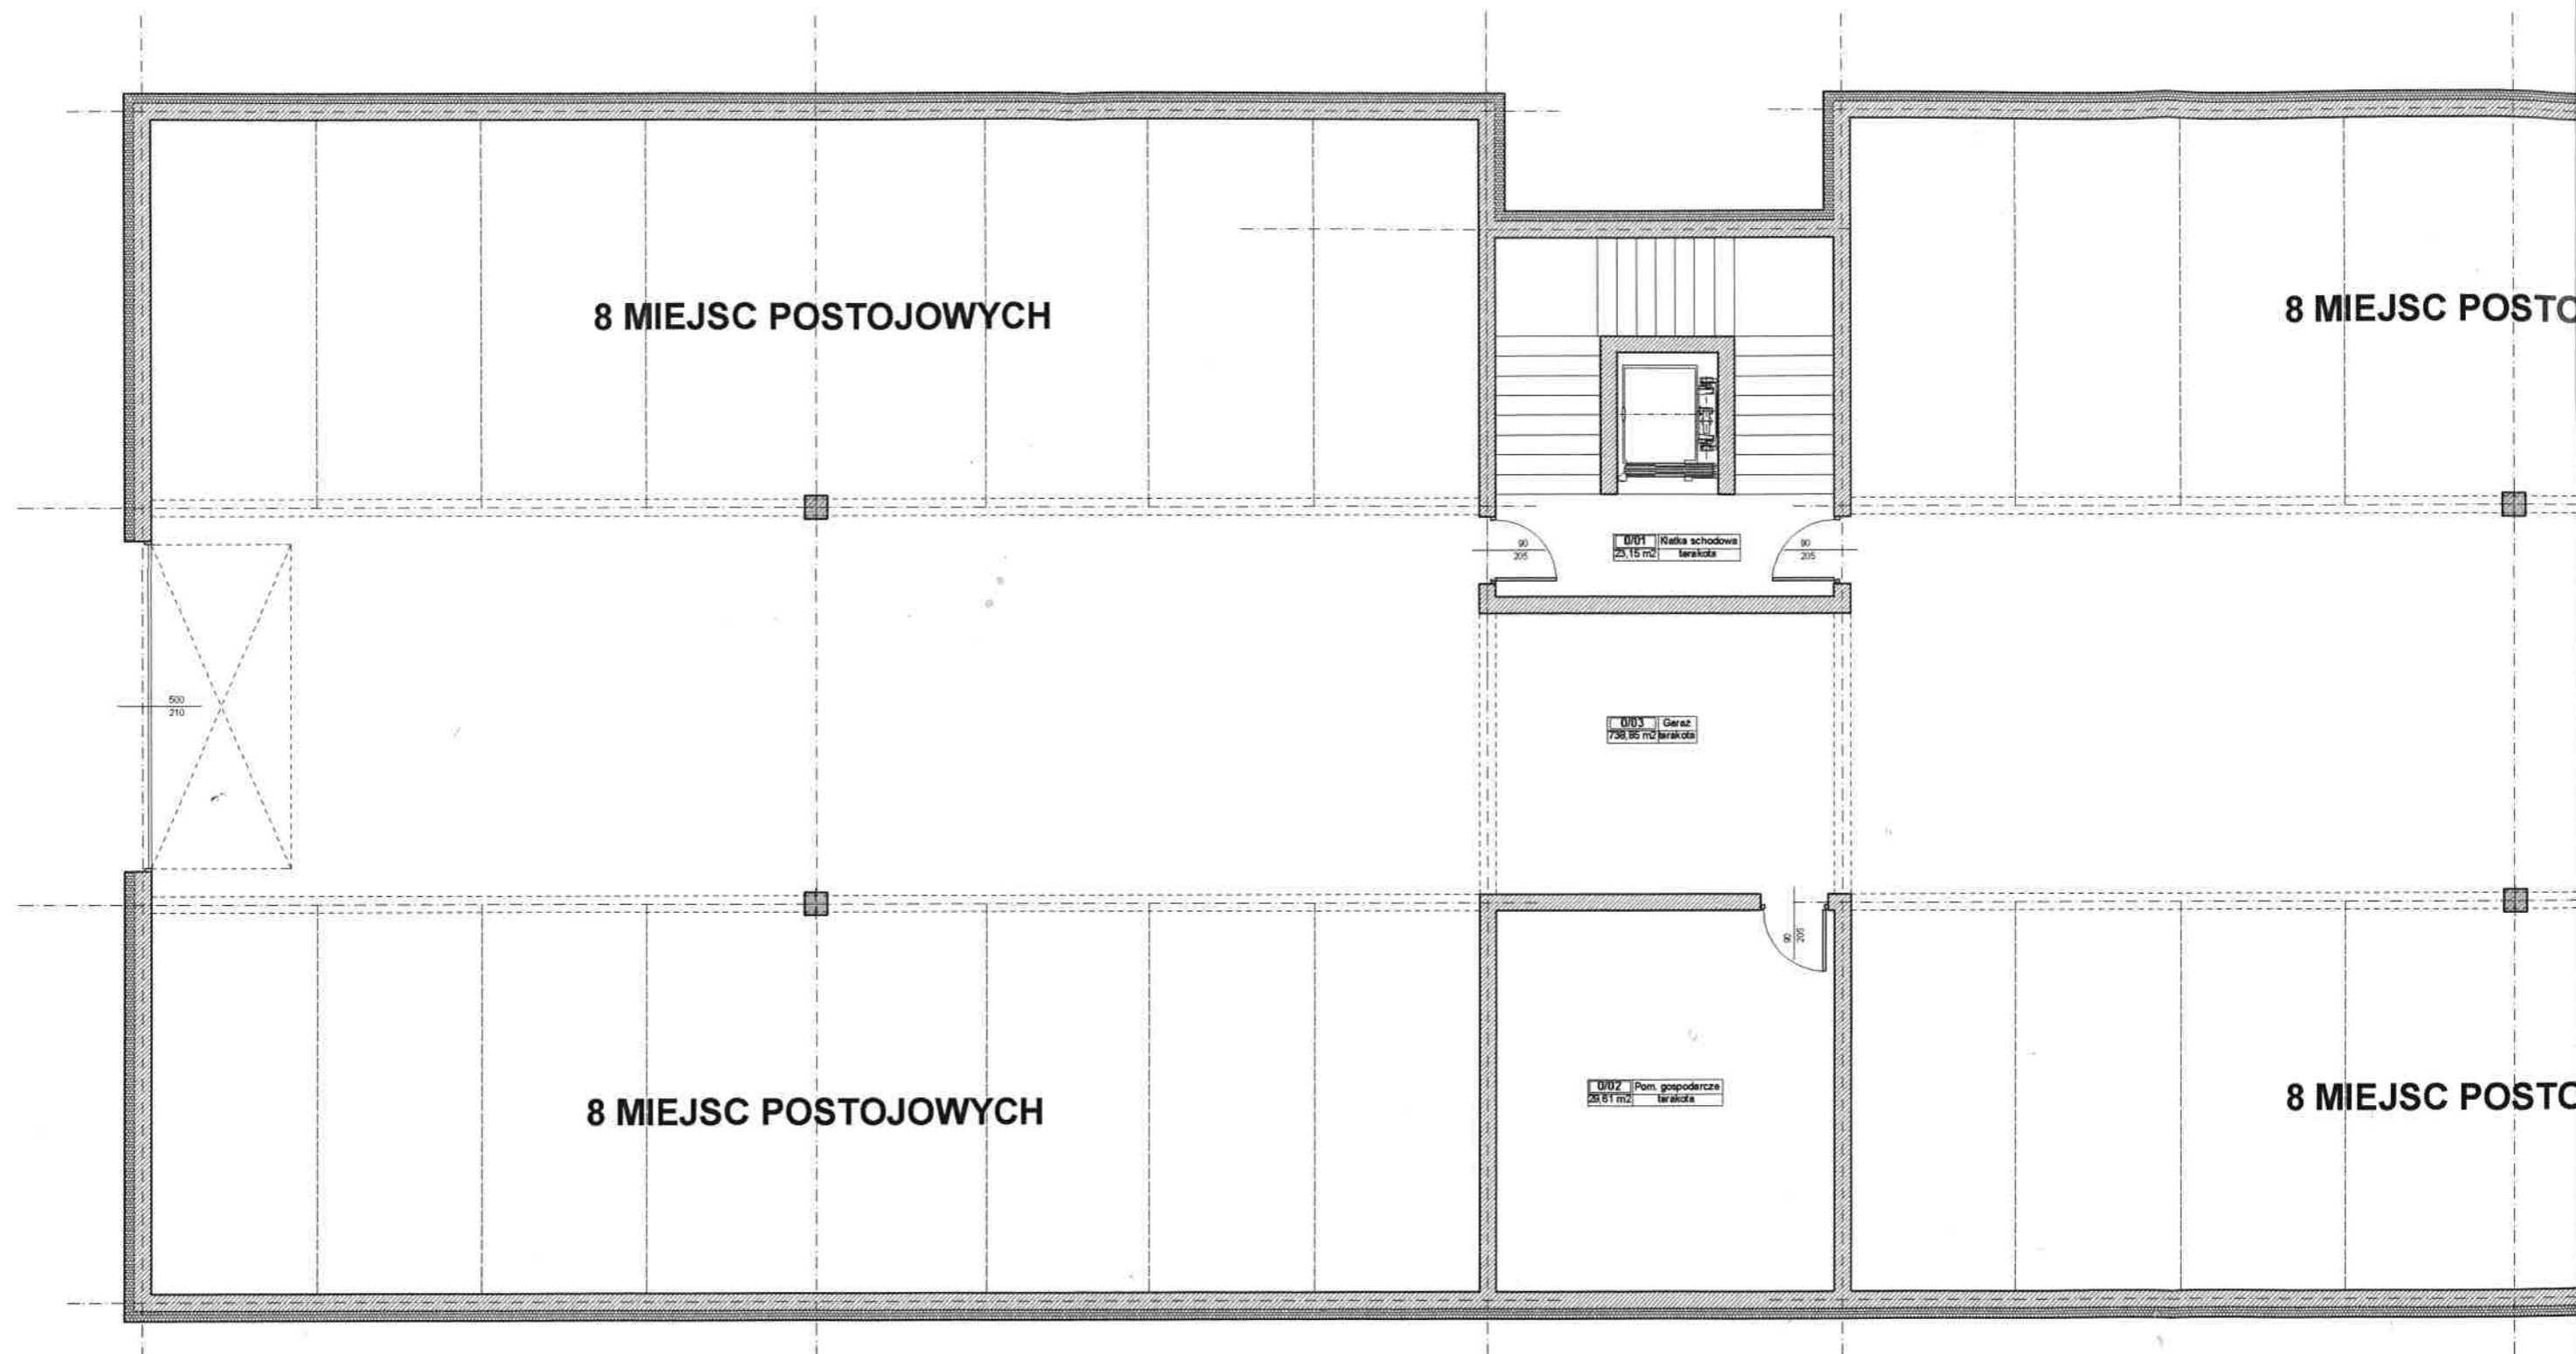 8 MIEJSC POSTOJOWYCH
8 MIEJSC POSTO
90
205
0/01 Klatka schodowa
23,15 m2 terakota
90
205
500
210
0/03 Garaż
738,85 m2 terakota
90
205
0/02 Pom. gospodarcze
29,61 m2 terakota
8 MIEJSC POSTOJOWYCH
8 MIEJSC POSTO